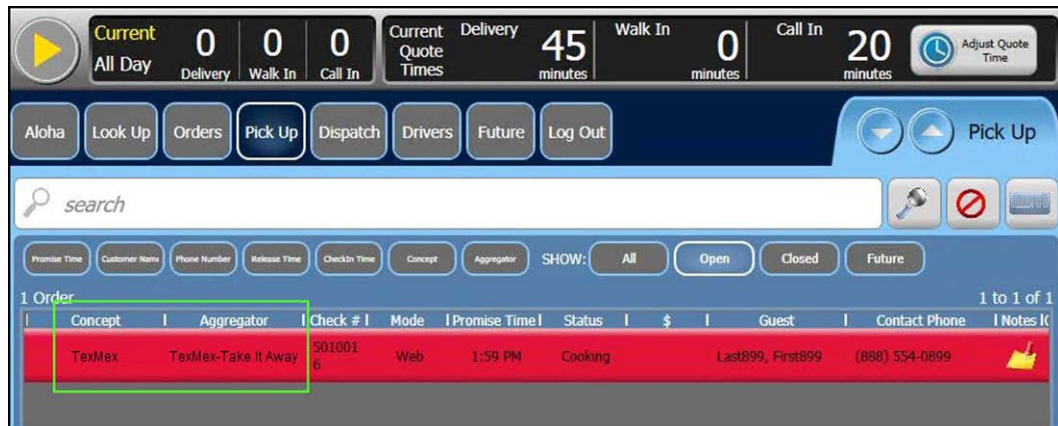 Current
All Day
0
Delivery
0
Walk In
0
Call In
Current
Quote
Times
Delivery
45
minutes
Walk In
0
minutes
Call In
20
minutes
Adjust Quote
Time
Aloha Look Up Orders Pick Up Dispatch Drivers Future Log Out
Pick Up
search
Promise Time Customer Name Phone Number Release Time CheckIn Time Concept Aggregator SHOW: All Open Closed Future
1 Order
1 to 1 of 1
Concept Aggregator Check # Mode Promise Time Status $ Guest Contact Phone Notes
TexMex TexMex-Take It Away 501001
6 Web 1:59 PM Cooking Last899, First899 (888) 554-0899